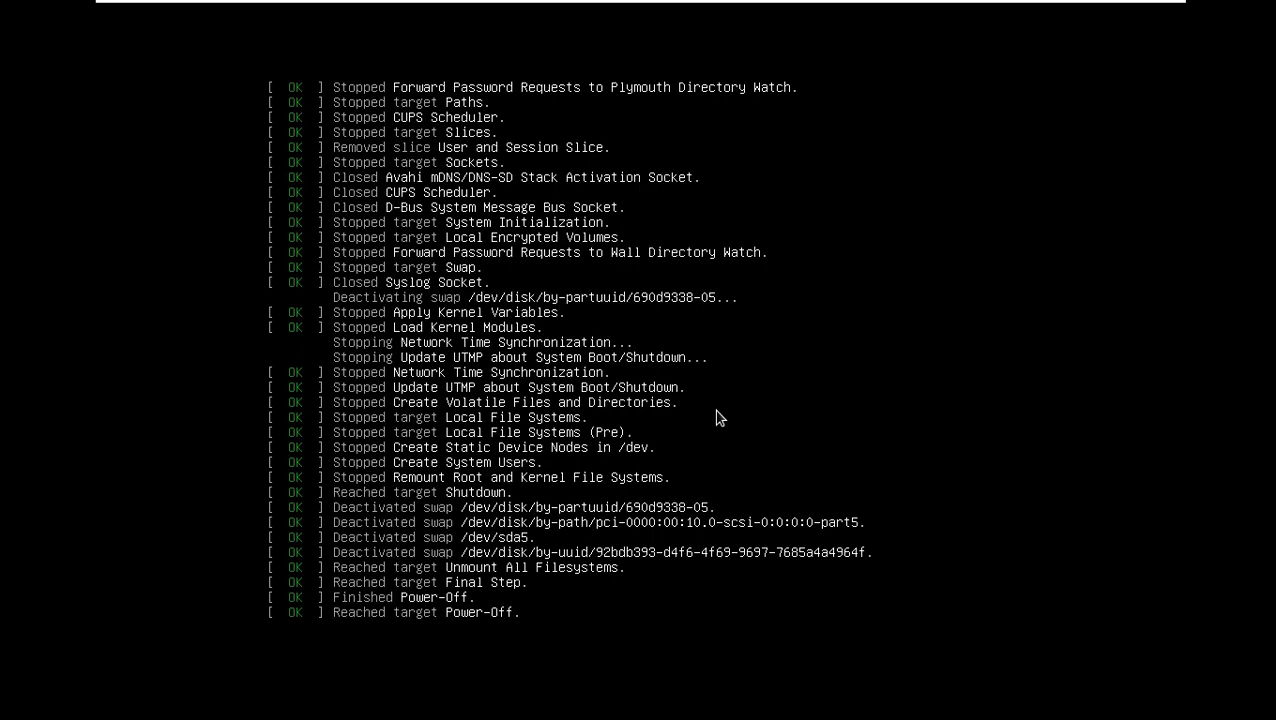 [  OK  ] Stopped Forward Password Requests to Plymouth Directory Watch.
[  OK  ] Stopped target Paths.
[  OK  ] Stopped CUPS Scheduler.
[  OK  ] Stopped target Slices.
[  OK  ] Removed slice User and Session Slice.
[  OK  ] Stopped target Sockets.
[  OK  ] Closed Avahi mDNS/DNS-SD Stack Activation Socket.
[  OK  ] Closed CUPS Scheduler.
[  OK  ] Closed D-Bus System Message Bus Socket.
[  OK  ] Stopped target System Initialization.
[  OK  ] Stopped target Local Encrypted Volumes.
[  OK  ] Stopped Forward Password Requests to Wall Directory Watch.
[  OK  ] Stopped target Swap.
[  OK  ] Closed Syslog Socket.
Deactivating swap /dev/disk/by-partuuid/690d9338-05...
[  OK  ] Stopped Apply Kernel Variables.
[  OK  ] Stopped Load Kernel Modules.
Stopping Network Time Synchronization...
Stopping Update UTMP about System Boot/Shutdown...
[  OK  ] Stopped Network Time Synchronization.
[  OK  ] Stopped Update UTMP about System Boot/Shutdown.
[  OK  ] Stopped Create Volatile Files and Directories.
[  OK  ] Stopped target Local File Systems.
[  OK  ] Stopped target Local File Systems (Pre).
[  OK  ] Stopped Create Static Device Nodes in /dev.
[  OK  ] Stopped Create System Users.
[  OK  ] Stopped Remount Root and Kernel File Systems.
[  OK  ] Reached target Shutdown.
[  OK  ] Deactivated swap /dev/disk/by-partuuid/690d9338-05.
[  OK  ] Deactivated swap /dev/disk/by-path/pci-0000:00:10.0-scsi-0:0:0:0-part5.
[  OK  ] Deactivated swap /dev/sda5.
[  OK  ] Deactivated swap /dev/disk/by-uuid/92bdb393-d4f6-4f69-9697-7685a4a4964f.
[  OK  ] Reached target Unmount All Filesystems.
[  OK  ] Reached target Final Step.
[  OK  ] Finished Power-Off.
[  OK  ] Reached target Power-Off.